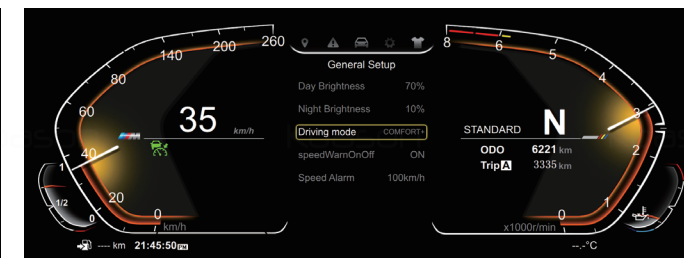 260
200
140
80
60
40
20
0
km/h
35 km/h
1
1/2
0
---- km 21:45:50 PM
General Setup
Day Brightness 70%
Night Brightness 10%
Driving mode COMFORT+
speedWarnOnOff ON
Speed Alarm 100km/h
8
6
5
4
3
2
1
0
x1000r/min
STANDARD N
ODO 6221 km
Trip A 3335 km
--.-°C